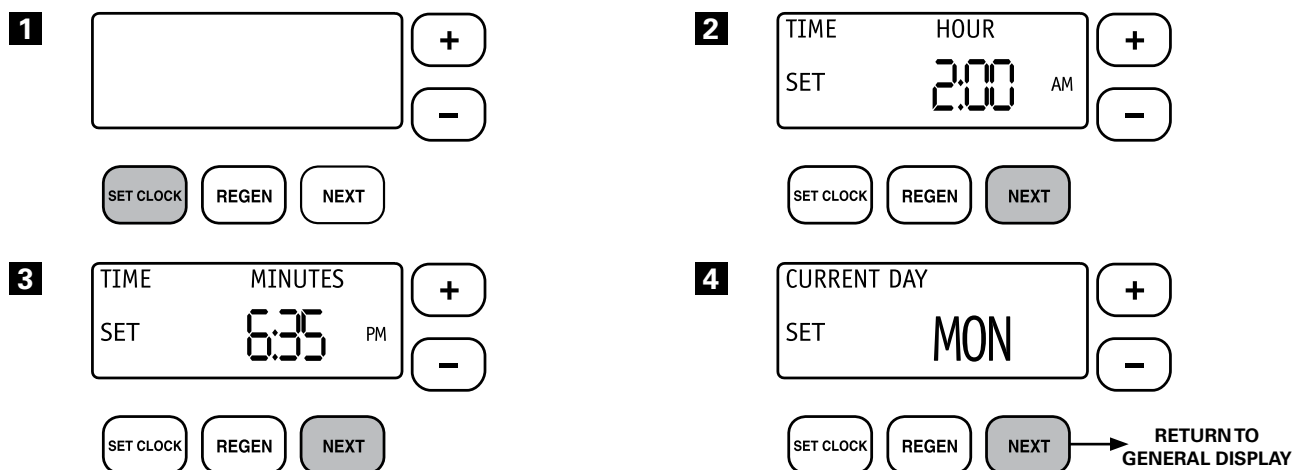 1
+
−
SET CLOCK REGEN NEXT
2
TIME HOUR
SET 2:00 AM
+
−
SET CLOCK REGEN NEXT
3
TIME MINUTES
SET 6:35 PM
+
−
SET CLOCK REGEN NEXT
4
CURRENT DAY
SET MON
+
−
SET CLOCK REGEN NEXT
RETURN TO
GENERAL DISPLAY